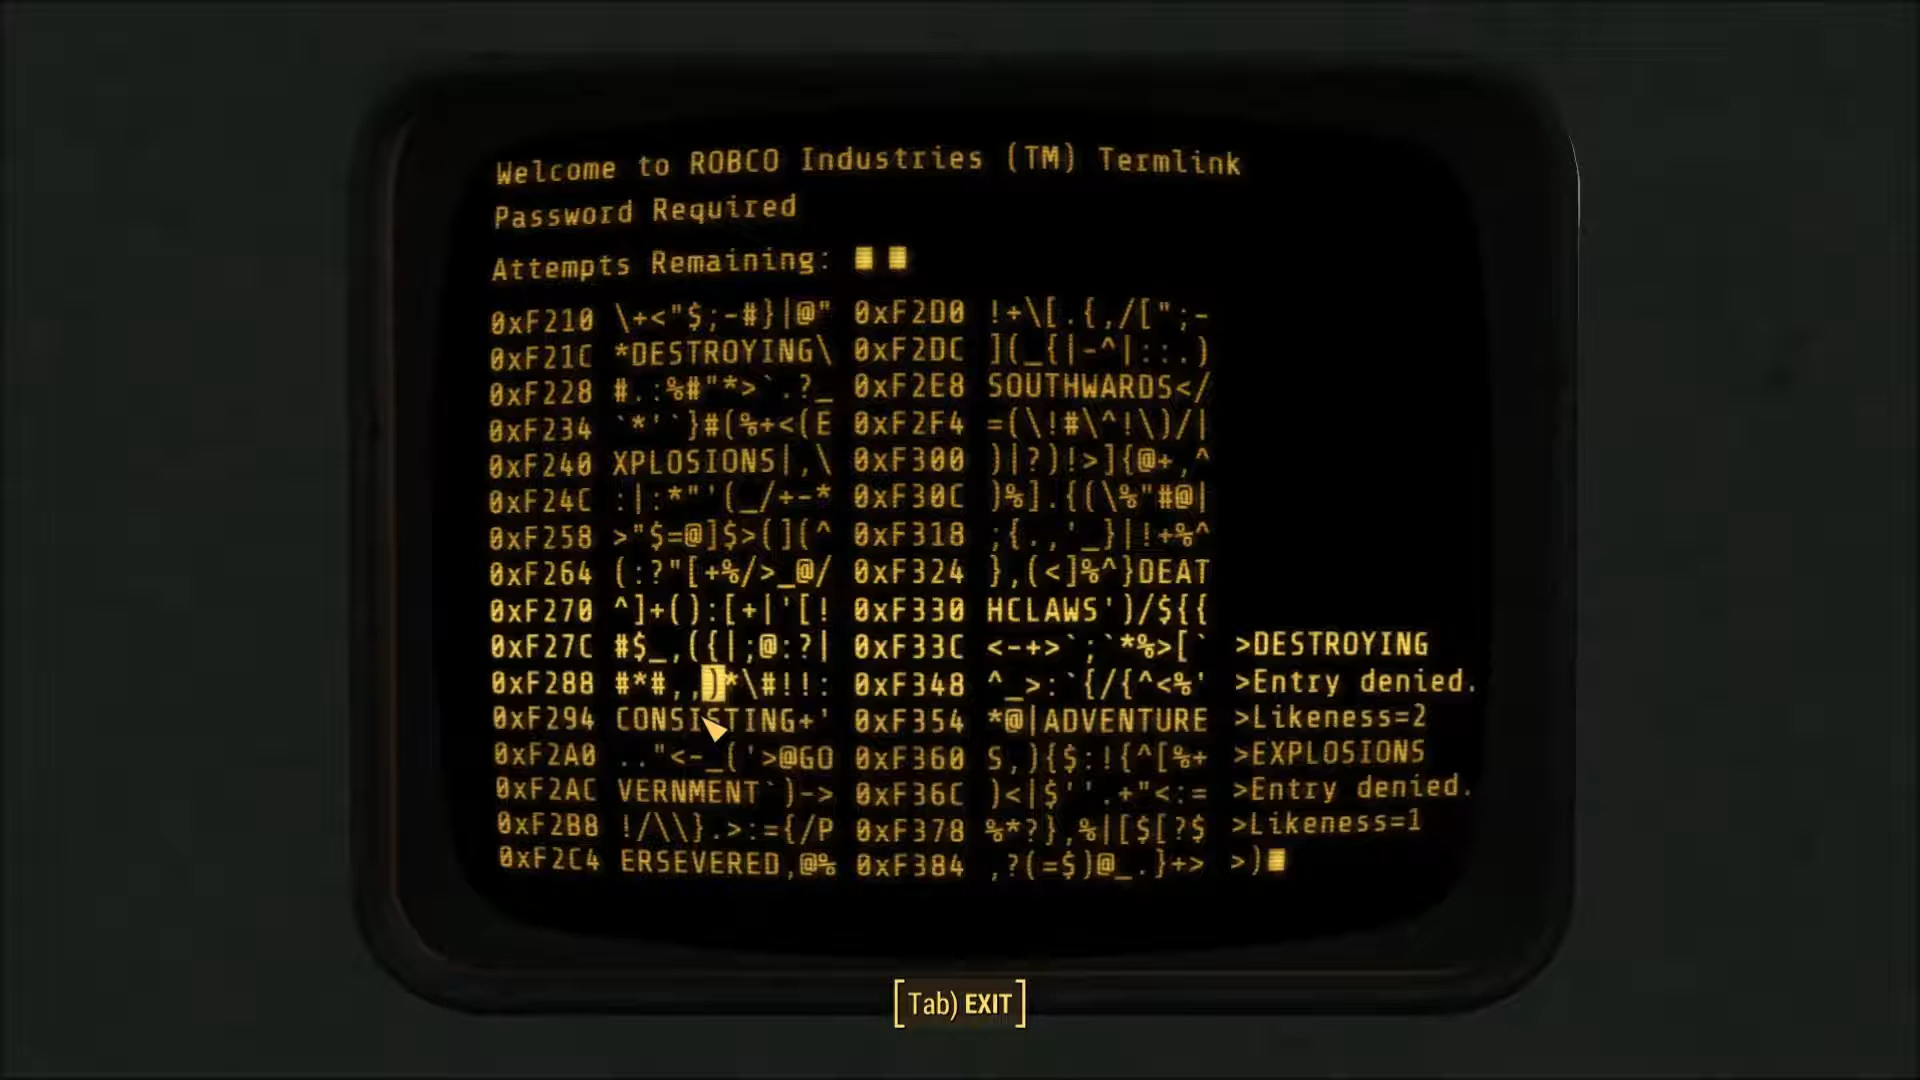 Welcome to ROBCO Industries (TM) Termlink
Password Required
Attempts Remaining:
0xF210 \+<"$;-#}|@" 0xF2D0 !+\[.{,/[";-
0xF21C *DESTROYING\ 0xF2DC ](_{|-^|::.)
0xF228 #.:%#"*>`.?_ 0xF2E8 SOUTHWARDS</
0xF234 `*'`}#(%+<(E 0xF2F4 =(\!#\^!\)/|
0xF240 XPLOSIONS|,\ 0xF300 )|?)!>]{@+,^
0xF24C :|:*"'(_/+-* 0xF30C )%].{(\%"#@|
0xF258 >"$=@]$>(](^ 0xF318 ;{.,'_}|!+%^
0xF264 (:?"[+%/>_@/ 0xF324 },(<]%^}DEAT
0xF270 ^]+():[+|'[! 0xF330 HCLAWS')/${{
0xF27C #$_,({|;@:?| 0xF33C <-+>`;`*%>[` >DESTROYING
0xF288 #*#,,)*\#!!: 0xF348 ^_>:`{/{^<%' >Entry denied.
0xF294 CONSISTING+' 0xF354 *@|ADVENTURE >Likeness=2
0xF2A0 .."<-_('>@GO 0xF360 S,){$:!{^[%+ >EXPLOSIONS
0xF2AC VERNMENT`)-> 0xF36C )<|$''.+"<:= >Entry denied.
0xF2B8 !/\\}.>:={/P 0xF378 %*?},%|[$[?$ >Likeness=1
0xF2C4 ERSEVERED,@% 0xF384 ,?(=$)@_.}+> >)
[Tab) EXIT]